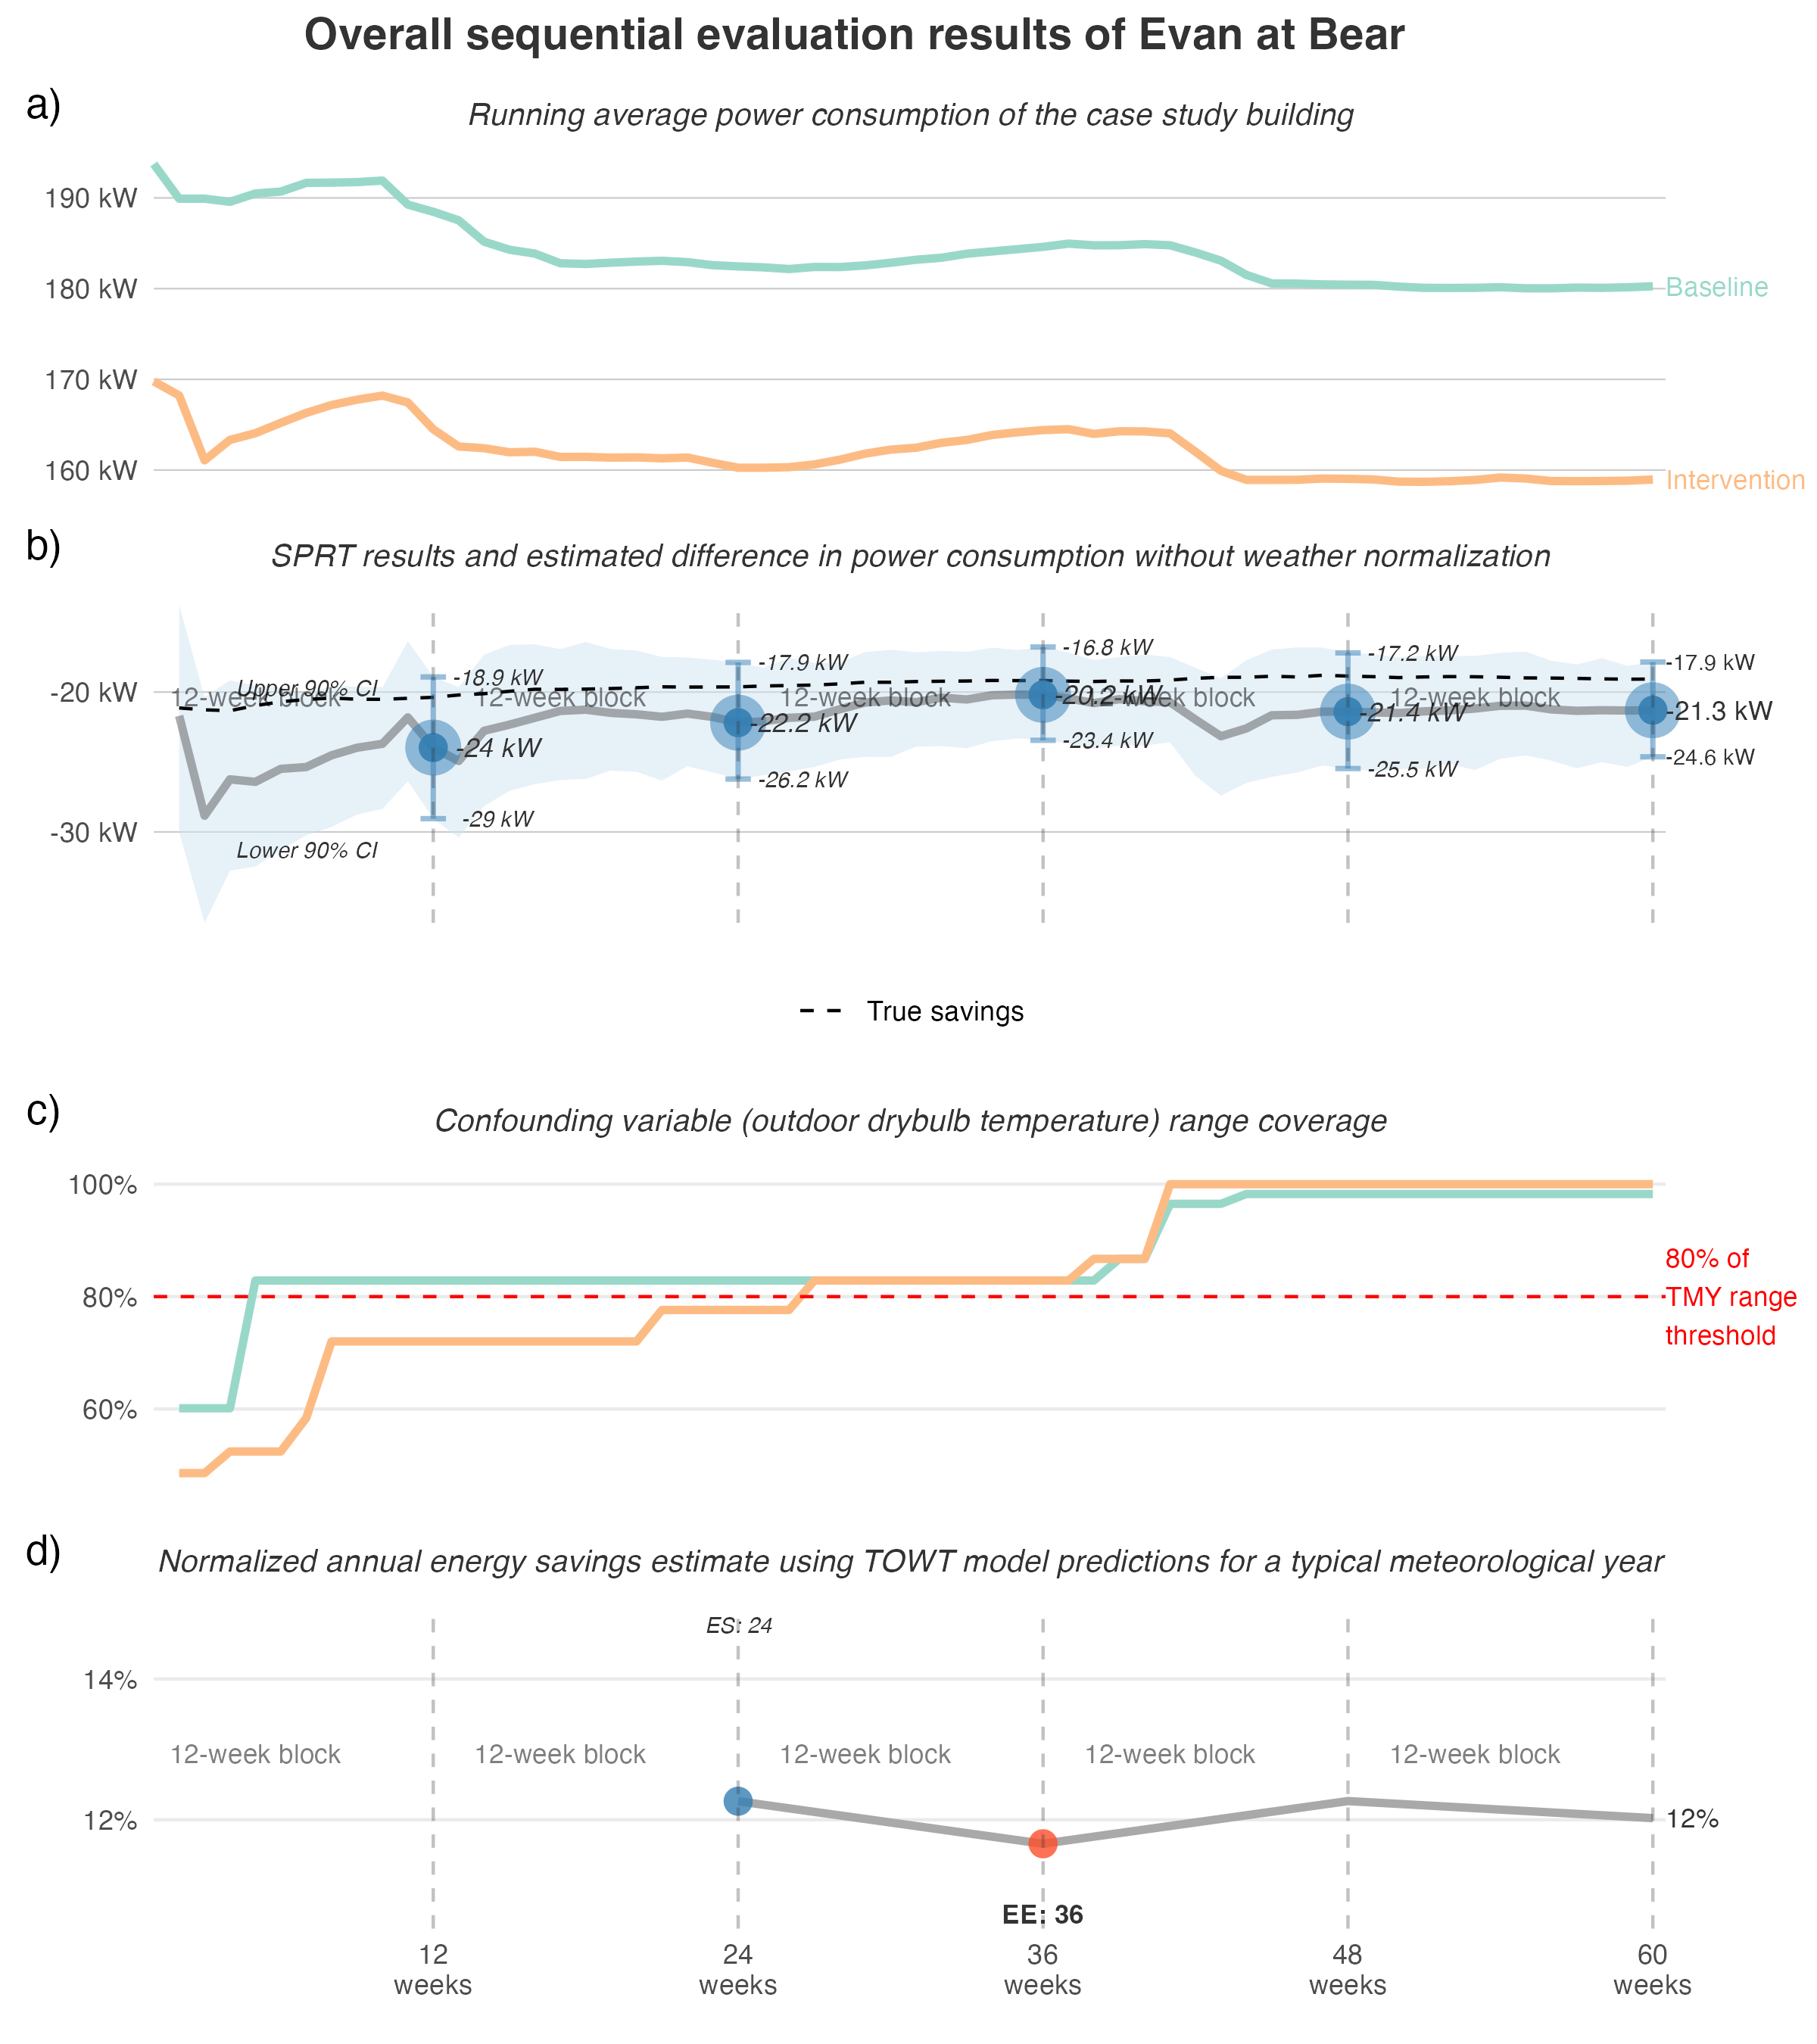 Overall sequential evaluation results of Evan at Bear
a)
Running average power consumption of the case study building
190 kW
180 kW
170 kW
160 kW
Baseline
Intervention
b)
SPRT results and estimated difference in power consumption without weather normalization
-20 kW
-30 kW
12-week block
12-week block
12-week block
12-week block
12-week block
Upper 90% CI
Lower 90% CI
-18.9 kW
-24 kW
-29 kW
-17.9 kW
-22.2 kW
-26.2 kW
-16.8 kW
-20.2 kW
-23.4 kW
-17.2 kW
-21.4 kW
-25.5 kW
-17.9 kW
-21.3 kW
-24.6 kW
True savings
c)
Confounding variable (outdoor drybulb temperature) range coverage
100%
80%
60%
80% of
TMY range
threshold
d)
Normalized annual energy savings estimate using TOWT model predictions for a typical meteorological year
ES: 24
14%
12%
12-week block
12-week block
12-week block
12-week block
12-week block
12%
EE: 36
12
weeks
24
weeks
36
weeks
48
weeks
60
weeks